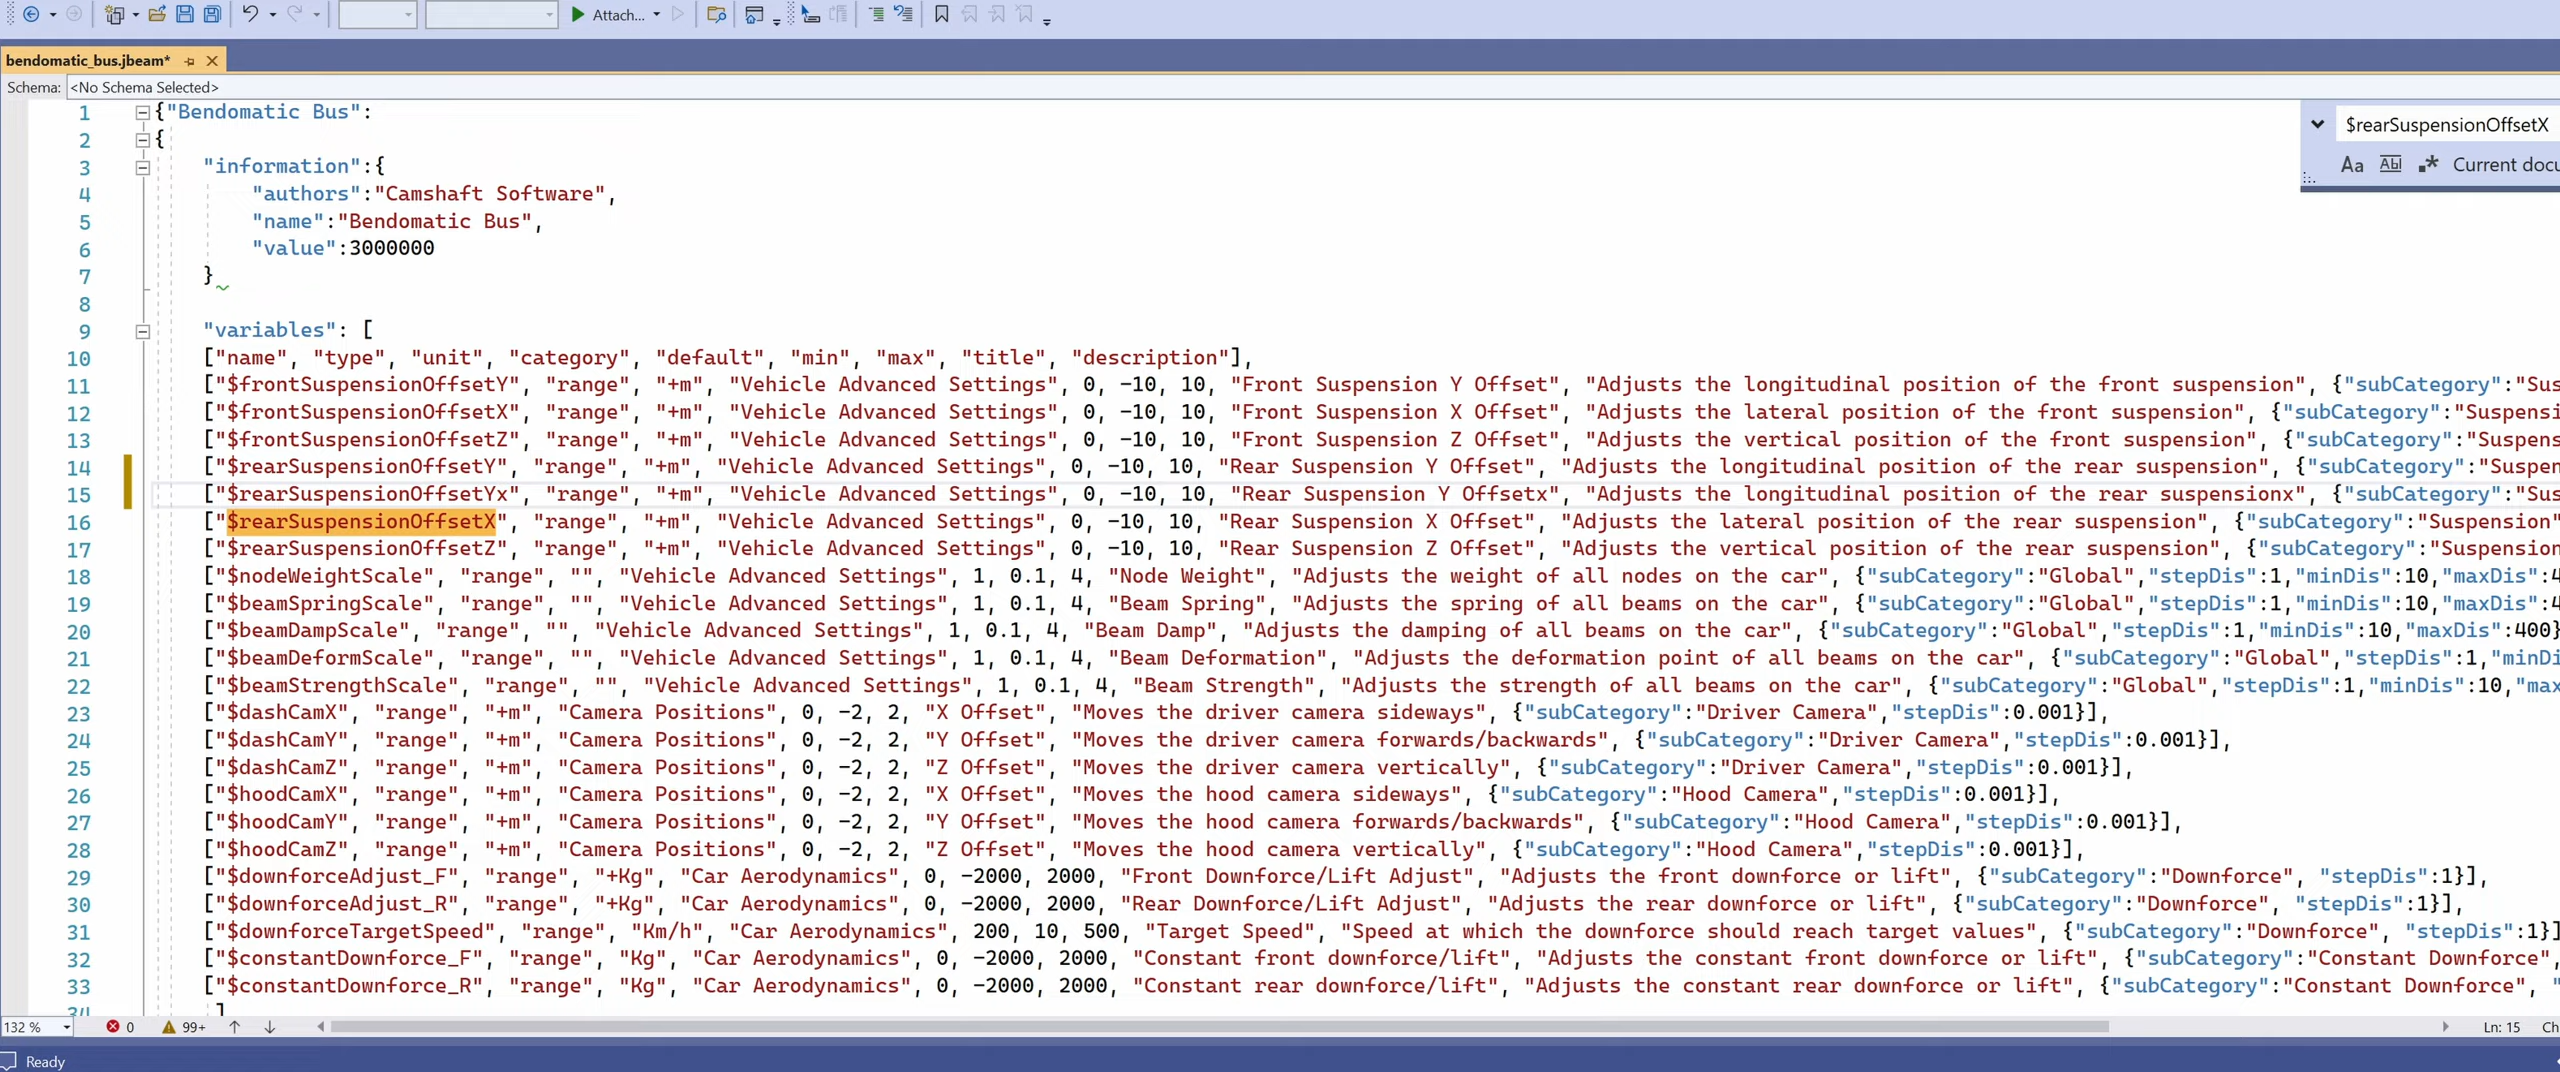 Attach...
bendomatic_bus.jbeam*
Schema: <No Schema Selected>
$rearSuspensionOffsetX
Aa Abl .* Current docu
1 {"Bendomatic Bus":
2 {
3 "information":{
4 "authors":"Camshaft Software",
5 "name":"Bendomatic Bus",
6 "value":3000000
7 }
8
9 "variables": [
10 ["name", "type", "unit", "category", "default", "min", "max", "title", "description"],
11 ["$frontSuspensionOffsetY", "range", "+m", "Vehicle Advanced Settings", 0, -10, 10, "Front Suspension Y Offset", "Adjusts the longitudinal position of the front suspension", {"subCategory":"Sus
12 ["$frontSuspensionOffsetX", "range", "+m", "Vehicle Advanced Settings", 0, -10, 10, "Front Suspension X Offset", "Adjusts the lateral position of the front suspension", {"subCategory":"Suspensi
13 ["$frontSuspensionOffsetZ", "range", "+m", "Vehicle Advanced Settings", 0, -10, 10, "Front Suspension Z Offset", "Adjusts the vertical position of the front suspension", {"subCategory":"Suspens
14 ["$rearSuspensionOffsetY", "range", "+m", "Vehicle Advanced Settings", 0, -10, 10, "Rear Suspension Y Offset", "Adjusts the longitudinal position of the rear suspension", {"subCategory":"Suspen
15 ["$rearSuspensionOffsetYx", "range", "+m", "Vehicle Advanced Settings", 0, -10, 10, "Rear Suspension Y Offsetx", "Adjusts the longitudinal position of the rear suspensionx", {"subCategory":"Sus
16 ["$rearSuspensionOffsetX", "range", "+m", "Vehicle Advanced Settings", 0, -10, 10, "Rear Suspension X Offset", "Adjusts the lateral position of the rear suspension", {"subCategory":"Suspension"
17 ["$rearSuspensionOffsetZ", "range", "+m", "Vehicle Advanced Settings", 0, -10, 10, "Rear Suspension Z Offset", "Adjusts the vertical position of the rear suspension", {"subCategory":"Suspension
18 ["$nodeWeightScale", "range", "", "Vehicle Advanced Settings", 1, 0.1, 4, "Node Weight", "Adjusts the weight of all nodes on the car", {"subCategory":"Global","stepDis":1,"minDis":10,"maxDis":4
19 ["$beamSpringScale", "range", "", "Vehicle Advanced Settings", 1, 0.1, 4, "Beam Spring", "Adjusts the spring of all beams on the car", {"subCategory":"Global","stepDis":1,"minDis":10,"maxDis":4
20 ["$beamDampScale", "range", "", "Vehicle Advanced Settings", 1, 0.1, 4, "Beam Damp", "Adjusts the damping of all beams on the car", {"subCategory":"Global","stepDis":1,"minDis":10,"maxDis":400}
21 ["$beamDeformScale", "range", "", "Vehicle Advanced Settings", 1, 0.1, 4, "Beam Deformation", "Adjusts the deformation point of all beams on the car", {"subCategory":"Global","stepDis":1,"minDi
22 ["$beamStrengthScale", "range", "", "Vehicle Advanced Settings", 1, 0.1, 4, "Beam Strength", "Adjusts the strength of all beams on the car", {"subCategory":"Global","stepDis":1,"minDis":10,"max
23 ["$dashCamX", "range", "+m", "Camera Positions", 0, -2, 2, "X Offset", "Moves the driver camera sideways", {"subCategory":"Driver Camera","stepDis":0.001}],
24 ["$dashCamY", "range", "+m", "Camera Positions", 0, -2, 2, "Y Offset", "Moves the driver camera forwards/backwards", {"subCategory":"Driver Camera","stepDis":0.001}],
25 ["$dashCamZ", "range", "+m", "Camera Positions", 0, -2, 2, "Z Offset", "Moves the driver camera vertically", {"subCategory":"Driver Camera","stepDis":0.001}],
26 ["$hoodCamX", "range", "+m", "Camera Positions", 0, -2, 2, "X Offset", "Moves the hood camera sideways", {"subCategory":"Hood Camera","stepDis":0.001}],
27 ["$hoodCamY", "range", "+m", "Camera Positions", 0, -2, 2, "Y Offset", "Moves the hood camera forwards/backwards", {"subCategory":"Hood Camera","stepDis":0.001}],
28 ["$hoodCamZ", "range", "+m", "Camera Positions", 0, -2, 2, "Z Offset", "Moves the hood camera vertically", {"subCategory":"Hood Camera","stepDis":0.001}],
29 ["$downforceAdjust_F", "range", "+Kg", "Car Aerodynamics", 0, -2000, 2000, "Front Downforce/Lift Adjust", "Adjusts the front downforce or lift", {"subCategory":"Downforce", "stepDis":1}],
30 ["$downforceAdjust_R", "range", "+Kg", "Car Aerodynamics", 0, -2000, 2000, "Rear Downforce/Lift Adjust", "Adjusts the rear downforce or lift", {"subCategory":"Downforce", "stepDis":1}],
31 ["$downforceTargetSpeed", "range", "Km/h", "Car Aerodynamics", 200, 10, 500, "Target Speed", "Speed at which the downforce should reach target values", {"subCategory":"Downforce", "stepDis":1}]
32 ["$constantDownforce_F", "range", "Kg", "Car Aerodynamics", 0, -2000, 2000, "Constant front downforce/lift", "Adjusts the constant front downforce or lift", {"subCategory":"Constant Downforce",
33 ["$constantDownforce_R", "range", "Kg", "Car Aerodynamics", 0, -2000, 2000, "Constant rear downforce/lift", "Adjusts the constant rear downforce or lift", {"subCategory":"Constant Downforce", "
34 ]
132 % 0 99+ Ln: 15 Ch
Ready